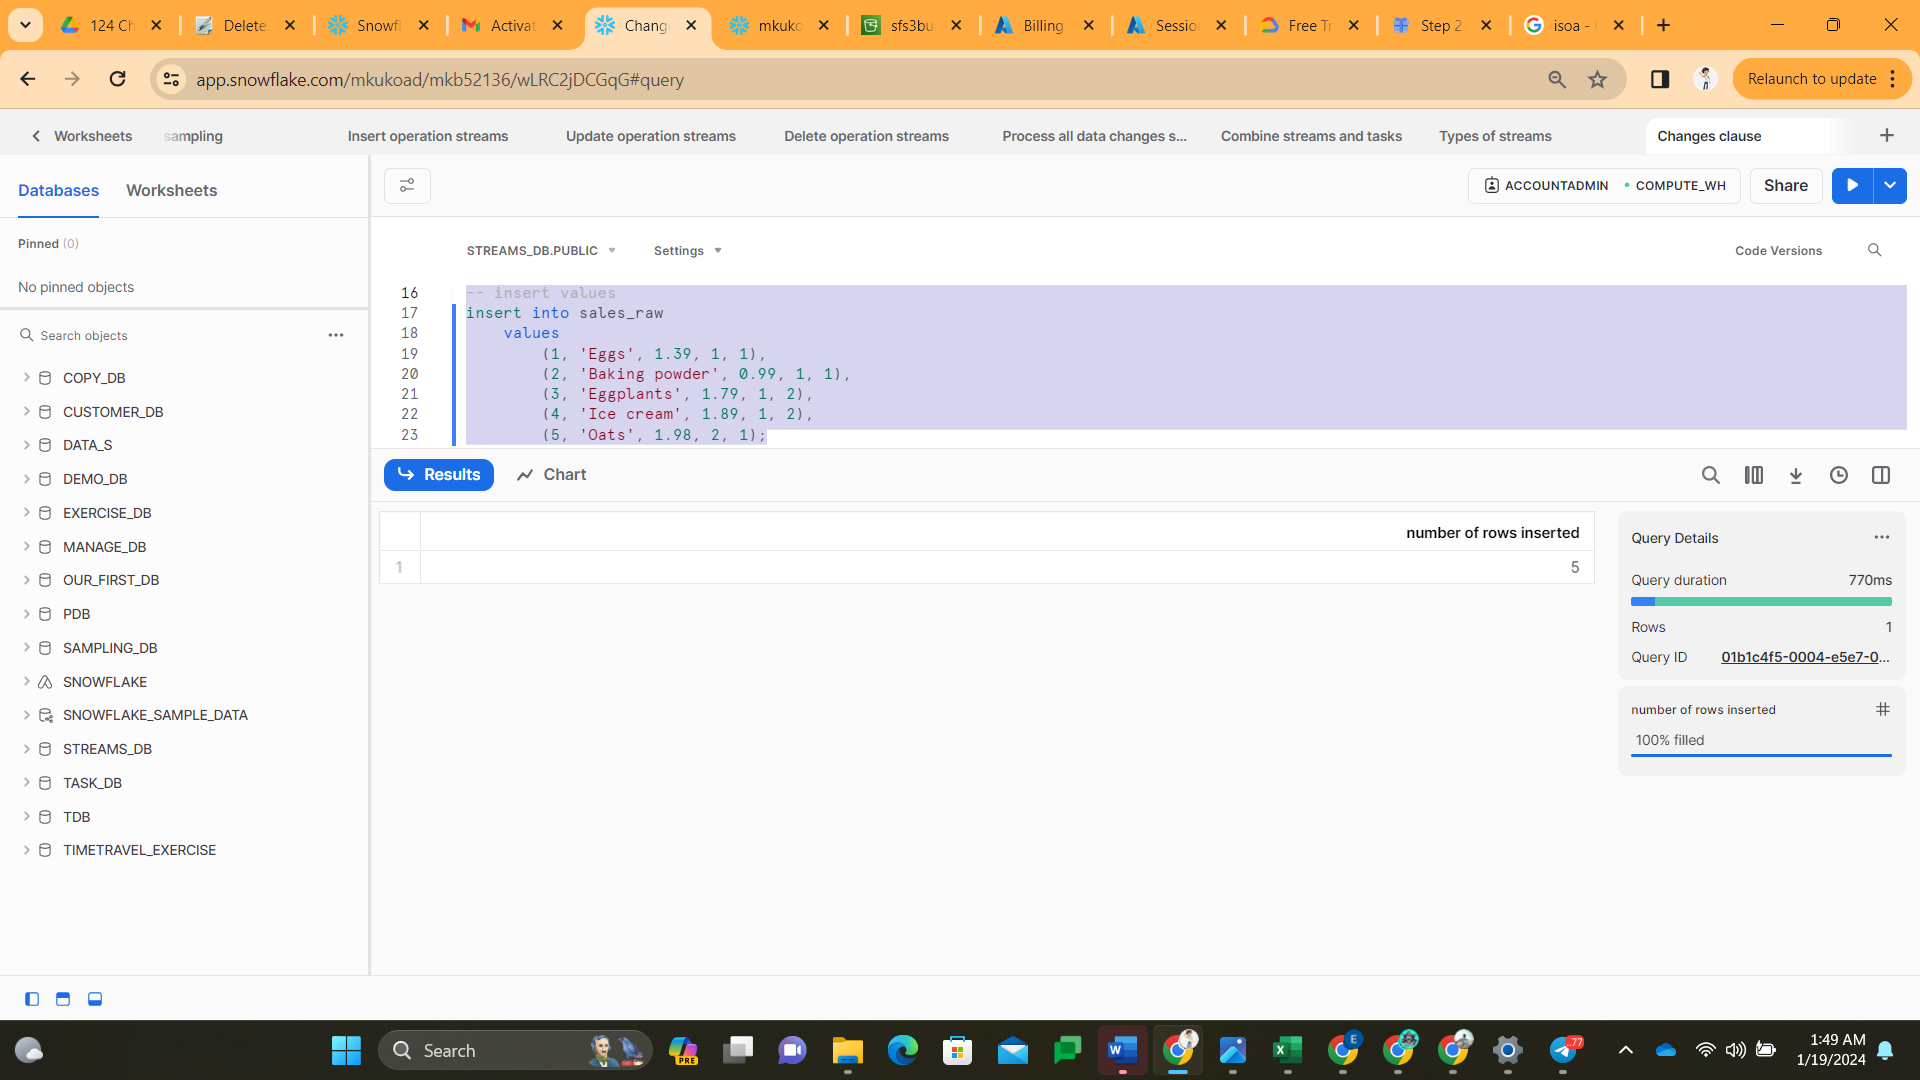 124 Ch
Delete
Snowfl
Activat
Chang
mkuko
sfs3bu
Billing
Sessio
Free Tr
Step 2
isoa -
app.snowflake.com/mkukoad/mkb52136/wLRC2jDCGqG#query
Relaunch to update
Worksheets
sampling
Insert operation streams
Update operation streams
Delete operation streams
Process all data changes s...
Combine streams and tasks
Types of streams
Changes clause
Databases
Worksheets
ACCOUNTADMIN
COMPUTE_WH
Share
Pinned (0)
No pinned objects
STREAMS_DB.PUBLIC
Settings
Code Versions
16 -- insert values
17 insert into sales_raw
18 values
19 (1, 'Eggs', 1.39, 1, 1),
20 (2, 'Baking powder', 0.99, 1, 1),
21 (3, 'Eggplants', 1.79, 1, 2),
22 (4, 'Ice cream', 1.89, 1, 2),
23 (5, 'Oats', 1.98, 2, 1);
Search objects
COPY_DB
CUSTOMER_DB
DATA_S
DEMO_DB
EXERCISE_DB
MANAGE_DB
OUR_FIRST_DB
PDB
SAMPLING_DB
SNOWFLAKE
SNOWFLAKE_SAMPLE_DATA
STREAMS_DB
TASK_DB
TDB
TIMETRAVEL_EXERCISE
Results
Chart
number of rows inserted
1 5
Query Details
Query duration 770ms
Rows 1
Query ID 01b1c4f5-0004-e5e7-0...
number of rows inserted
100% filled
Search
PRE
E
.77
1:49 AM
1/19/2024